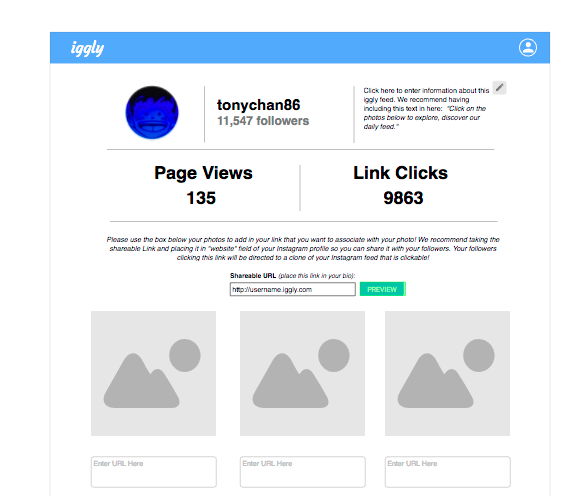 iggly
tonychan86
11,547 followers
Click here to enter information about this
iggly feed. We recommend having
including this text in here: "Click on the
photos below to explore, discover our
daily feed."
Page Views
135
Link Clicks
9863
Please use the box below your photos to add in your link that you want to associate with your photo! We recommend taking the
shareable Link and placing it in "website" field of your Instagram profile so you can share it with your followers. Your followers
clicking this link will be directed to a clone of your Instagram feed that is clickable!
Shareable URL (place this link in your bio):
http://username.iggly.com
PREVIEW
Enter URL Here
Enter URL Here
Enter URL Here